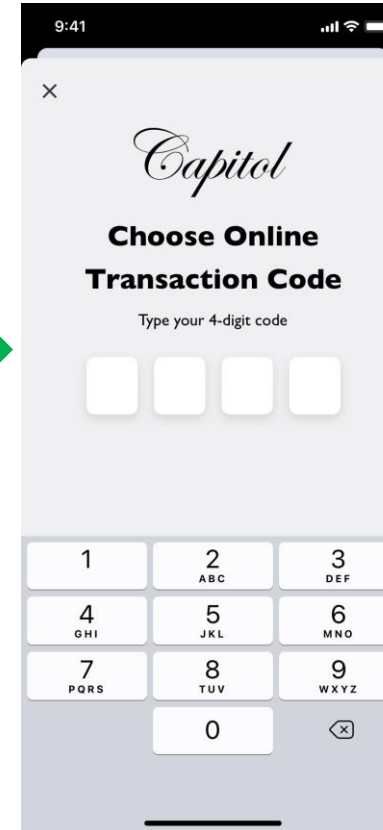 9:41
Capitol
Choose Online
Transaction Code
Type your 4-digit code
1 2 3
ABC DEF
4 5 6
GHI JKL MNO
7 8 9
PQRS TUV WXYZ
0